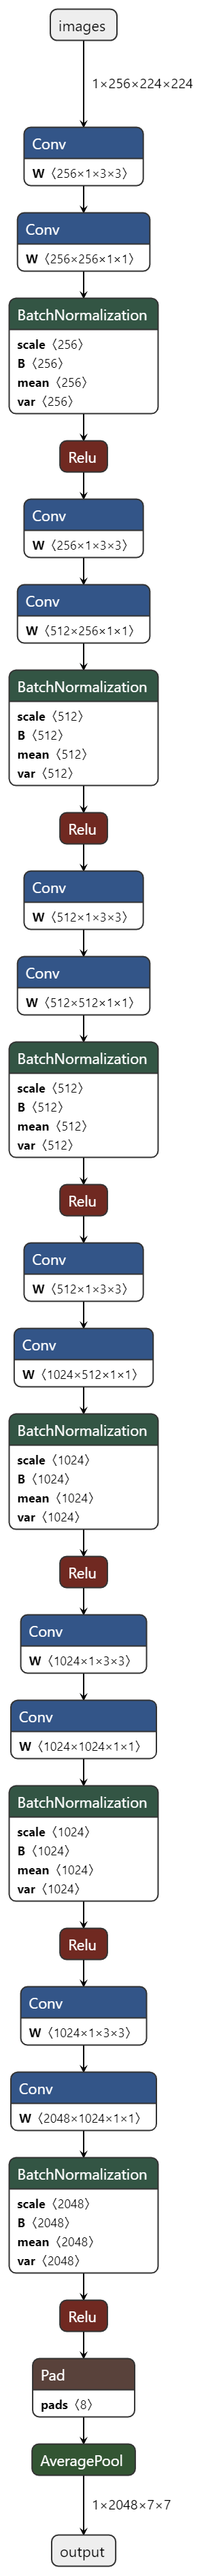 images
1×256×224×224
Conv
W〈256×1×3×3〉
Conv
W〈256×256×1×1〉
BatchNormalization
scale〈256〉
B〈256〉
mean〈256〉
var〈256〉
Relu
Conv
W〈256×1×3×3〉
Conv
W〈512×256×1×1〉
BatchNormalization
scale〈512〉
B〈512〉
mean〈512〉
var〈512〉
Relu
Conv
W〈512×1×3×3〉
Conv
W〈512×512×1×1〉
BatchNormalization
scale〈512〉
B〈512〉
mean〈512〉
var〈512〉
Relu
Conv
W〈512×1×3×3〉
Conv
W〈1024×512×1×1〉
BatchNormalization
scale〈1024〉
B〈1024〉
mean〈1024〉
var〈1024〉
Relu
Conv
W〈1024×1×3×3〉
Conv
W〈1024×1024×1×1〉
BatchNormalization
scale〈1024〉
B〈1024〉
mean〈1024〉
var〈1024〉
Relu
Conv
W〈1024×1×3×3〉
Conv
W〈2048×1024×1×1〉
BatchNormalization
scale〈2048〉
B〈2048〉
mean〈2048〉
var〈2048〉
Relu
Pad
pads〈8〉
AveragePool
1×2048×7×7
output